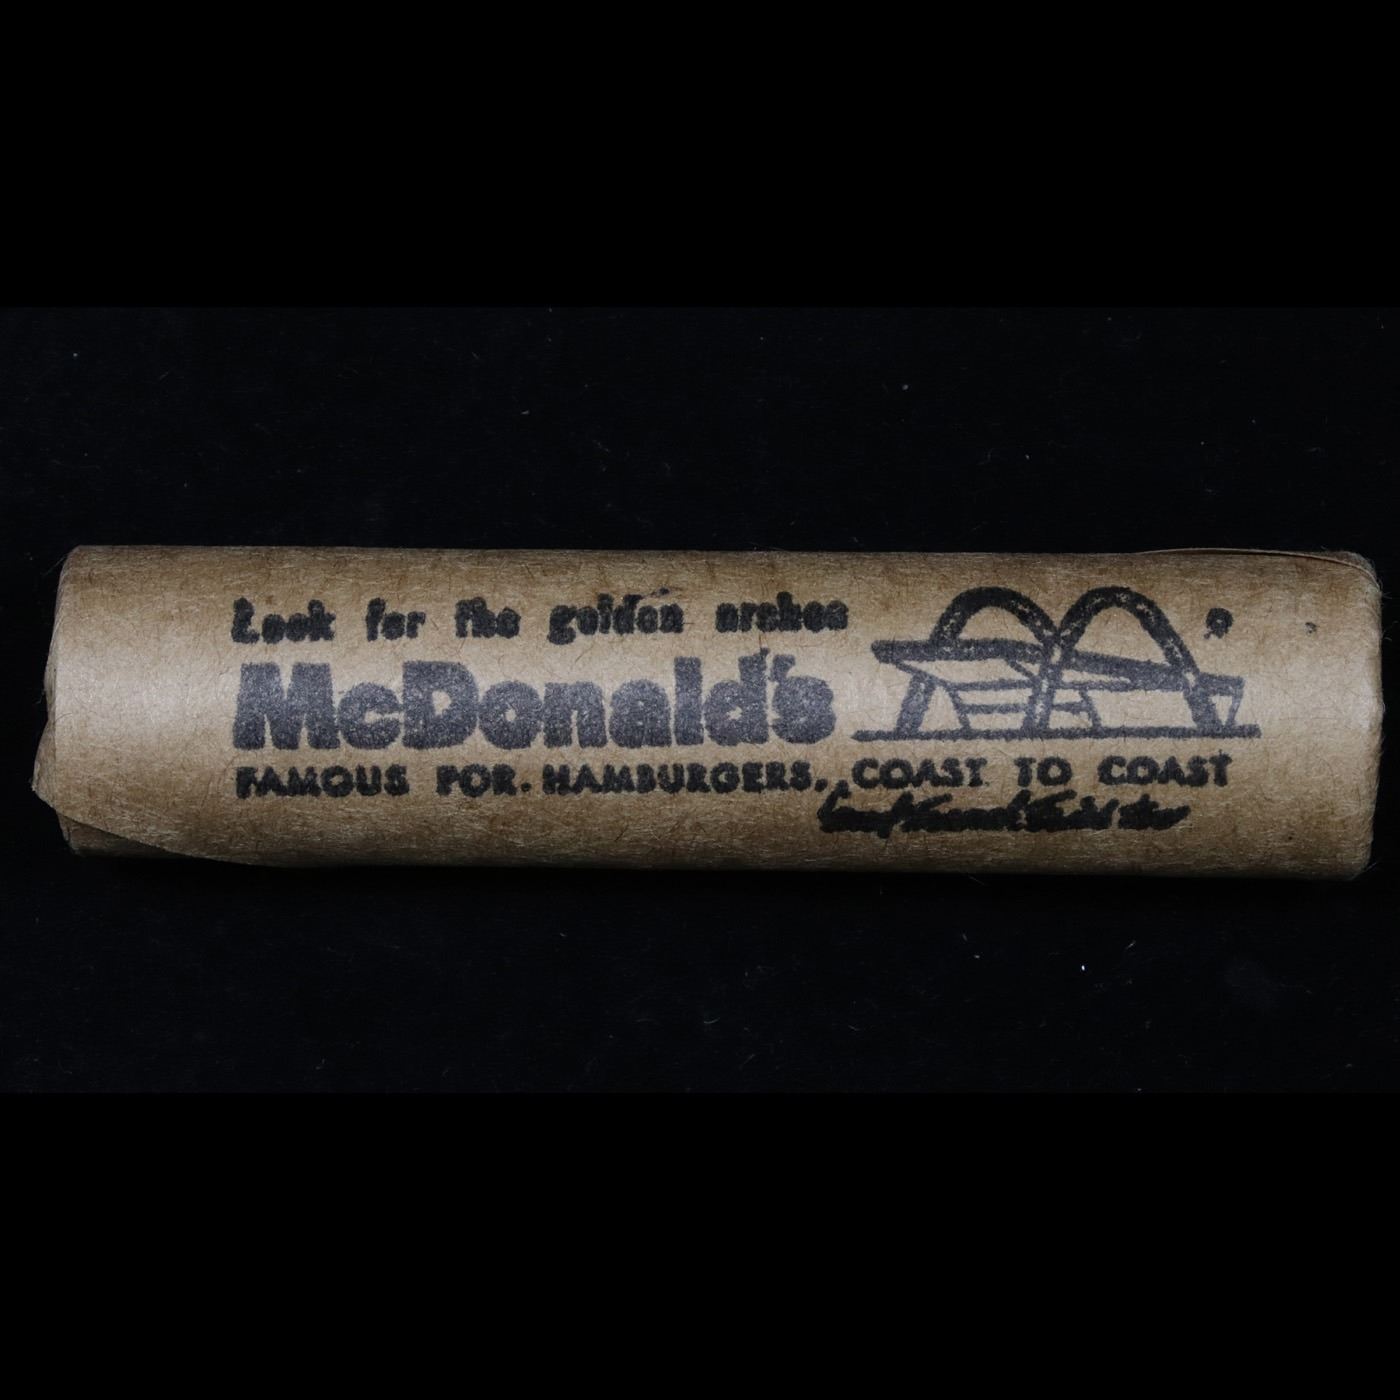 Look for the golden arches
McDonald's
®
FAMOUS FOR HAMBURGERS, COAST TO COAST